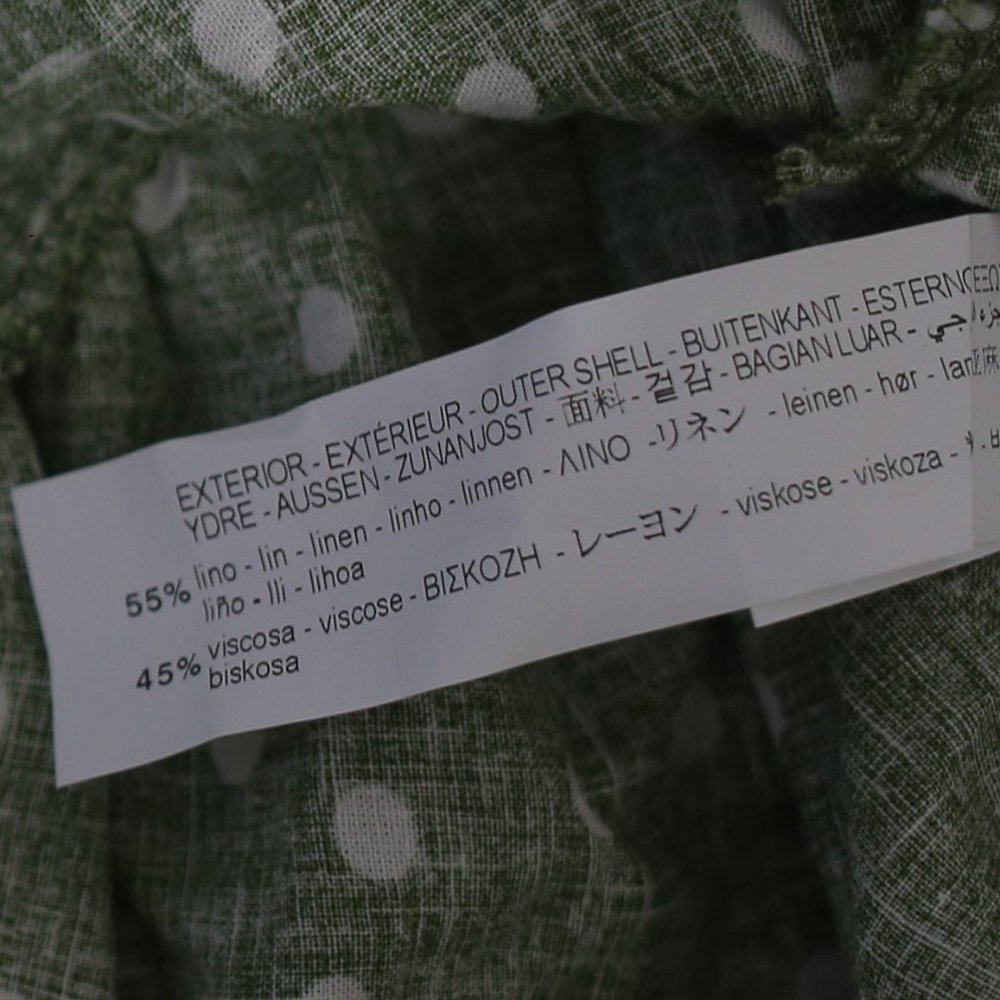 EXTERIOR - EXTÉRIEUR - OUTER SHELL - BUITENKANT - ESTERNO
YDRE - AUSSEN - ZUNANJOST - 面料 - 겉감 - BAGIAN LUAR -
55% lino - lin - linen - linho - linnen - ΛΙΝΟ - リネン - leinen - hør - lan
liño - lli - lihoa
45% viscosa - viscose - ΒΙΣΚΟΖΗ - レーヨン - viskose - viskoza -
biskosa